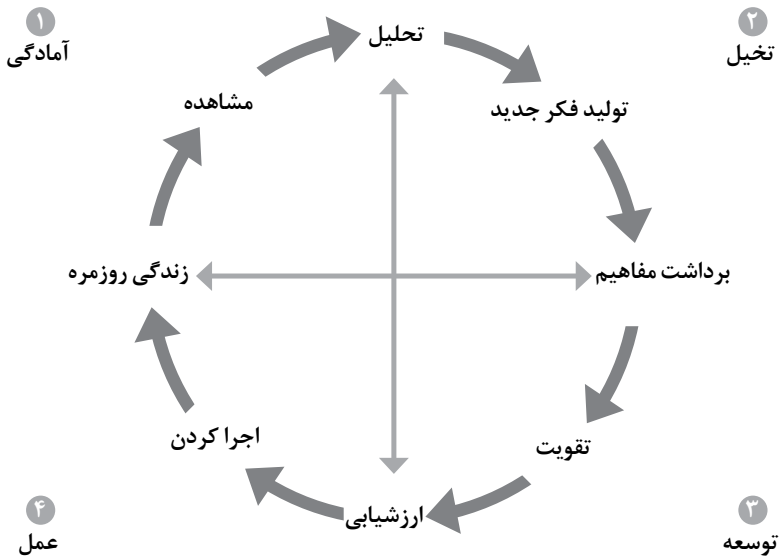 ۱
آمادگی
۲
تخیل
تحلیل
مشاهده
تولید فکر جدید
زندگی روزمره
برداشت مفاهیم
اجرا کردن
تقویت
ارزشیابی
۴
عمل
۳
توسعه